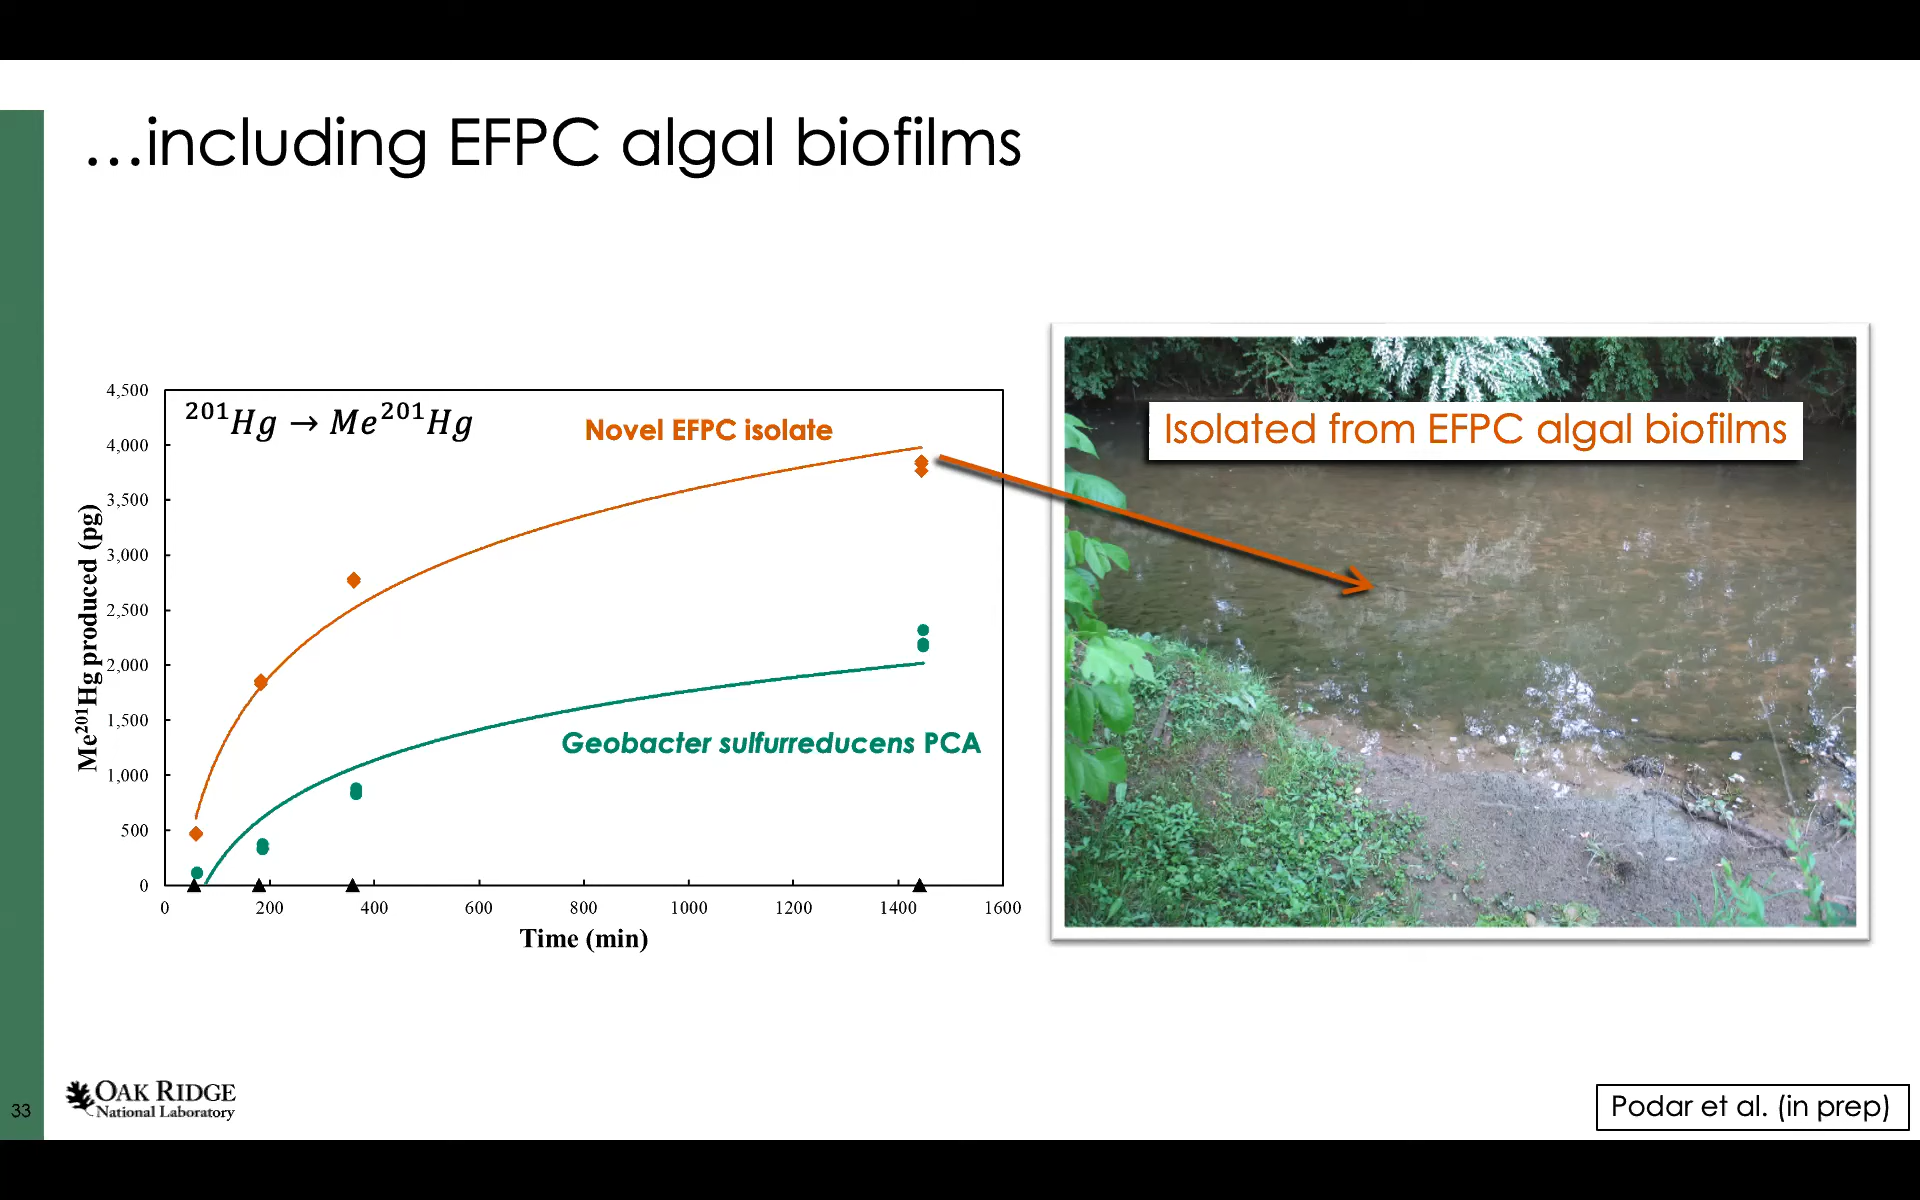 ...including EFPC algal biofilms
4,500
4,000
3,500
3,000
2,500
2,000
1,500
1,000
500
0
Me²⁰¹Hg produced (pg)
²⁰¹Hg → Me²⁰¹Hg
Novel EFPC isolate
Geobacter sulfurreducens PCA
0 200 400 600 800 1000 1200 1400 1600
Time (min)
Isolated from EFPC algal biofilms
33
OAK RIDGE
National Laboratory
Podar et al. (in prep)